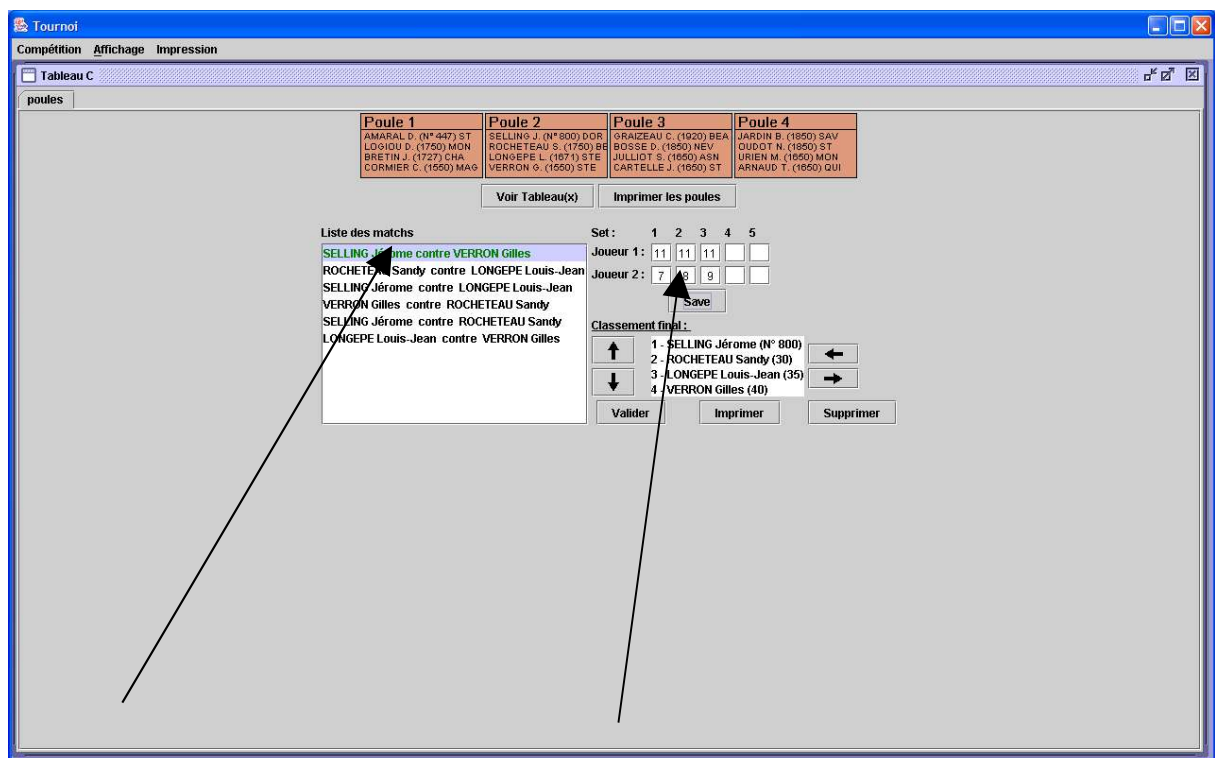 Tournoi
Compétition Affichage Impression
Tableau C
poules
Poule 1
AMARAL D. (N° 447) ST
LOGIOU D. (1750) MON
BRETIN J. (1727) CHA
CORMIER C. (1550) MAG
Poule 2
SELLING J. (N° 800) DOR
ROCHETEAU S. (1750) BE
LONGEPE L. (1671) STE
VERRON G. (1550) STE
Poule 3
GRAIZEAU C. (1920) BEA
BOSSE D. (1850) NEV
JULLIOT S. (1650) ASN
CARTELLE J. (1650) ST
Poule 4
JARDIN B. (1850) SAV
OUDOT N. (1850) ST
URIEN M. (1650) MON
ARNAUD T. (1650) QUI
Voir Tableau(x) Imprimer les poules
Liste des matchs
SELLING Jérome contre VERRON Gilles
ROCHETEAU Sandy contre LONGEPE Louis-Jean
SELLING Jérome contre LONGEPE Louis-Jean
VERRON Gilles contre ROCHETEAU Sandy
SELLING Jérome contre ROCHETEAU Sandy
LONGEPE Louis-Jean contre VERRON Gilles
Set : 1 2 3 4 5
Joueur 1 : 11 11 11
Joueur 2 : 7 8 9
Save
Classement final :
1 - SELLING Jérome (N° 800)
2 - ROCHETEAU Sandy (30)
3 - LONGEPE Louis-Jean (35)
4 - VERRON Gilles (40)
Valider Imprimer Supprimer